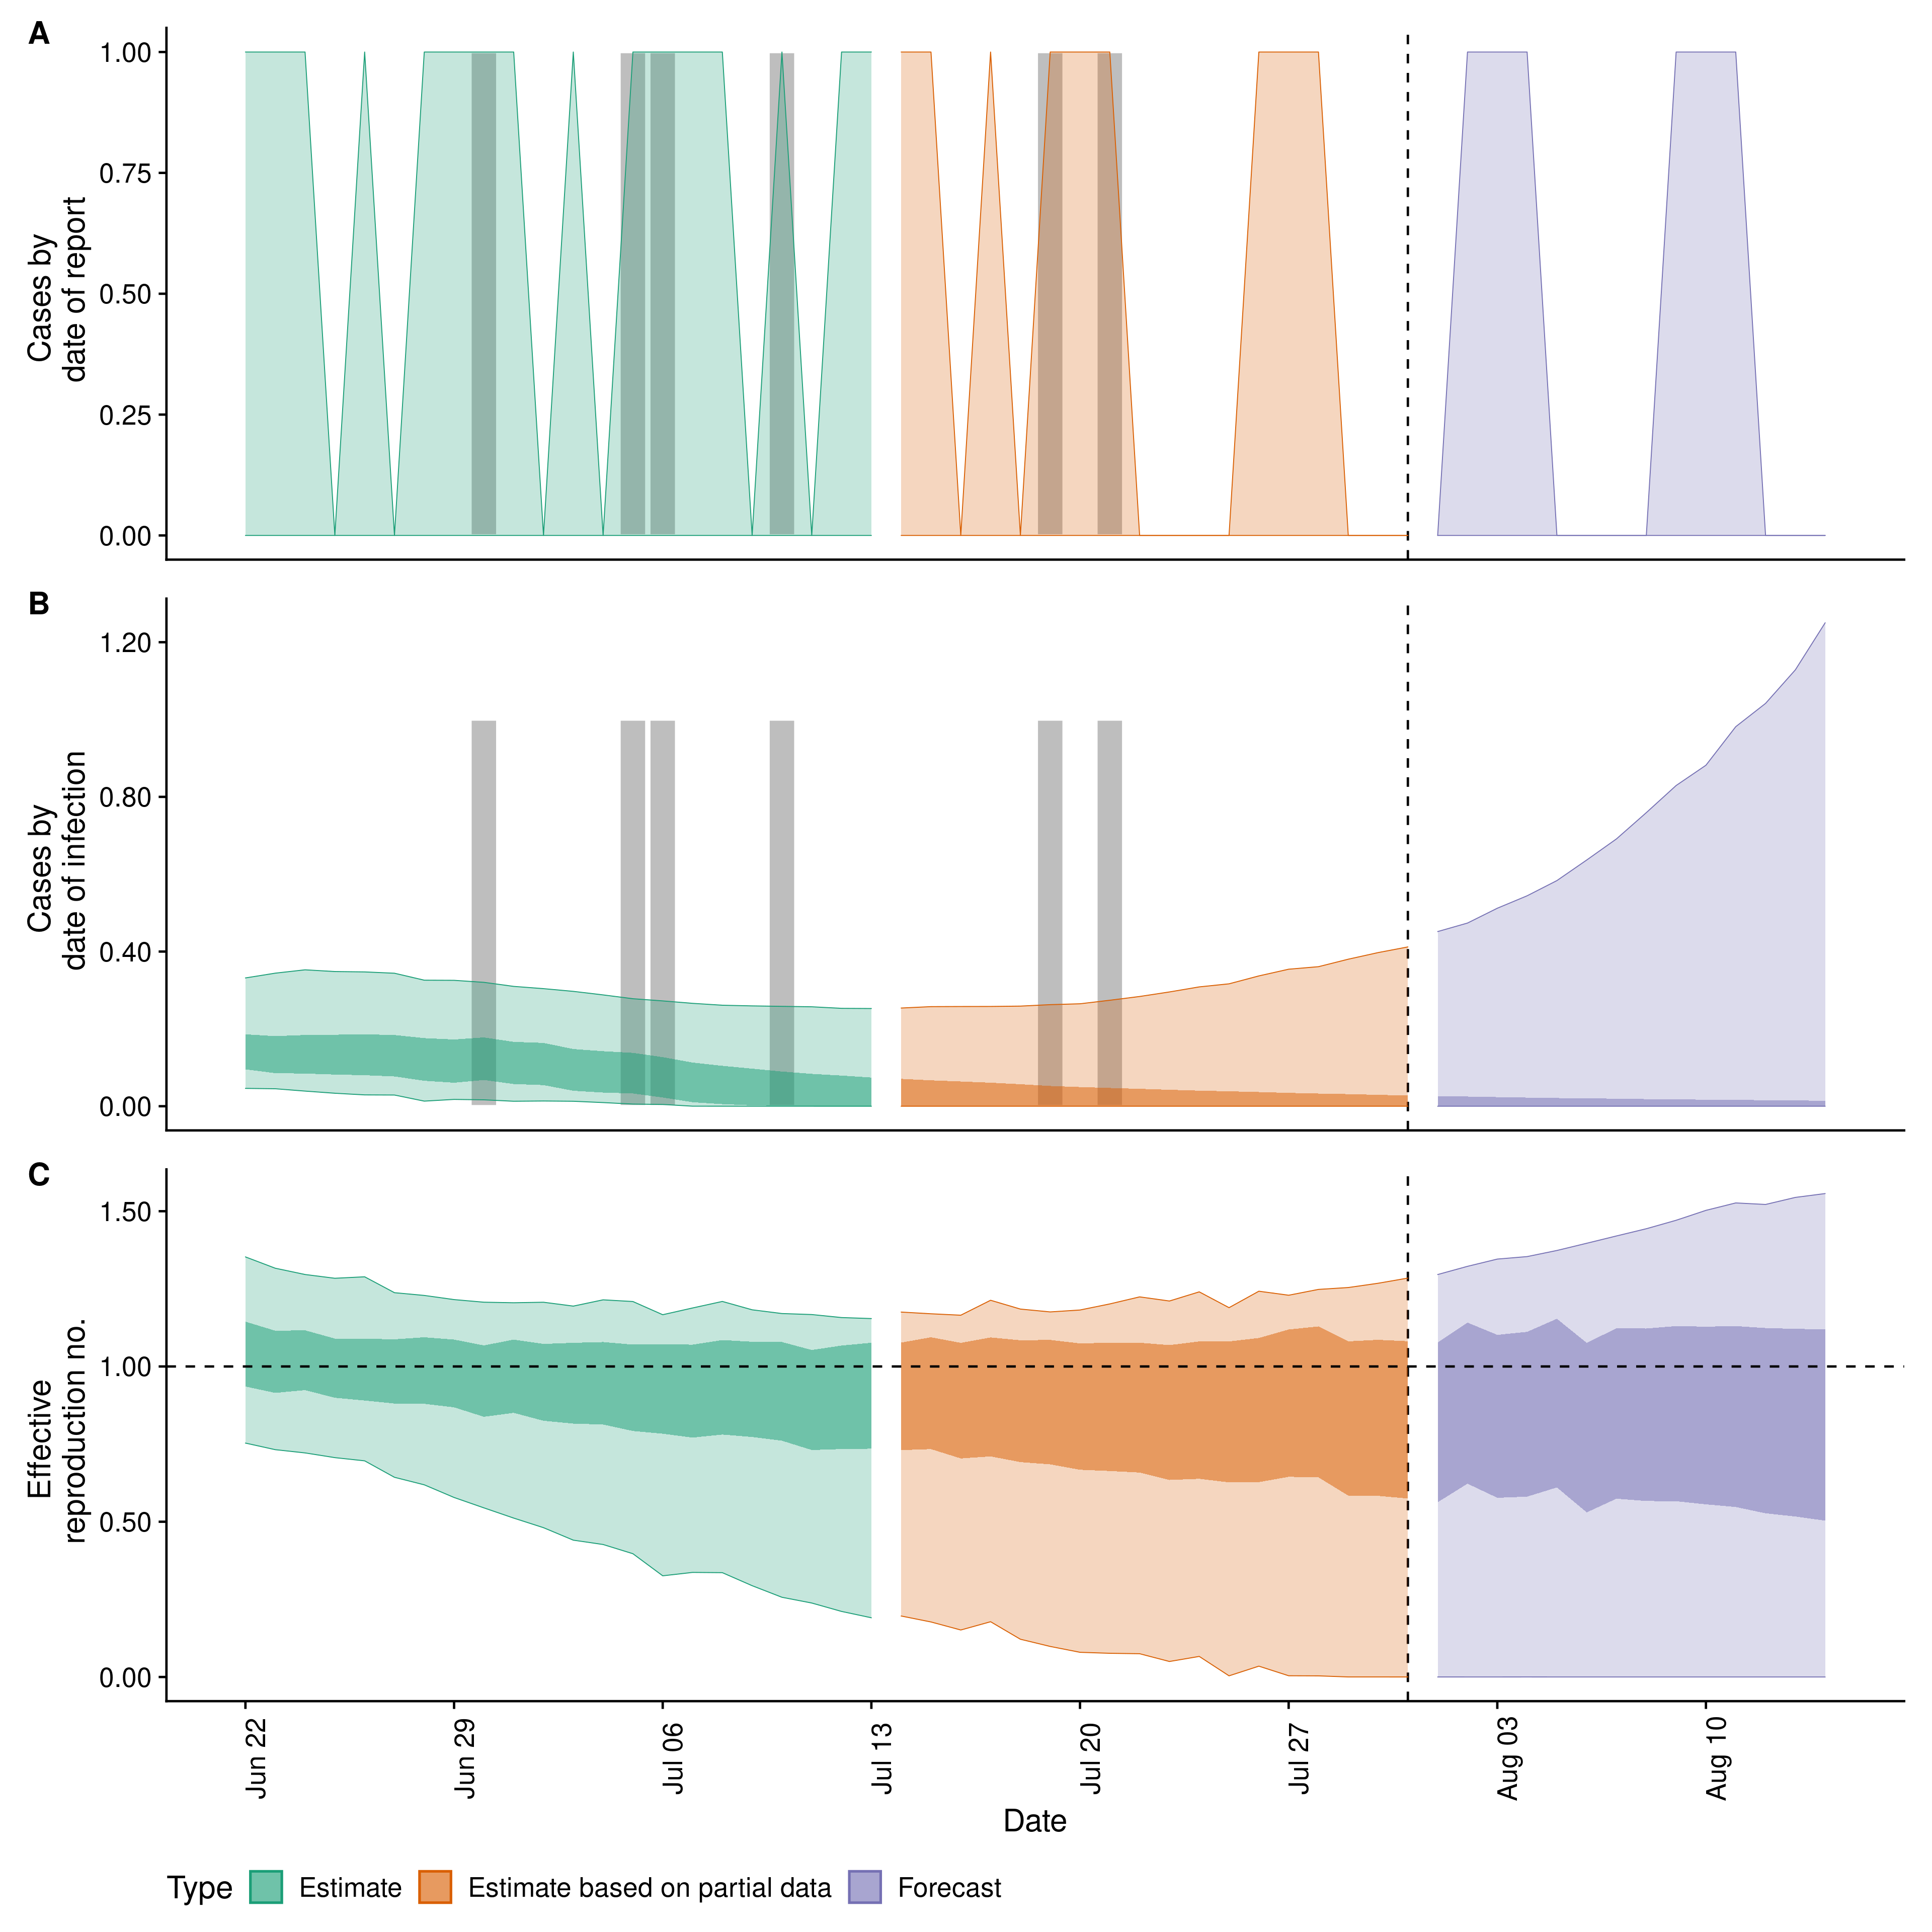 A
1.00
0.75
0.50
0.25
0.00
Cases by
date of report
B
1.20
0.80
0.40
0.00
Cases by
date of infection
C
1.50
1.00
0.50
0.00
Effective
reproduction no.
Jun 22
Jun 29
Jul 06
Jul 13
Jul 20
Jul 27
Aug 03
Aug 10
Date
Type Estimate Estimate based on partial data Forecast